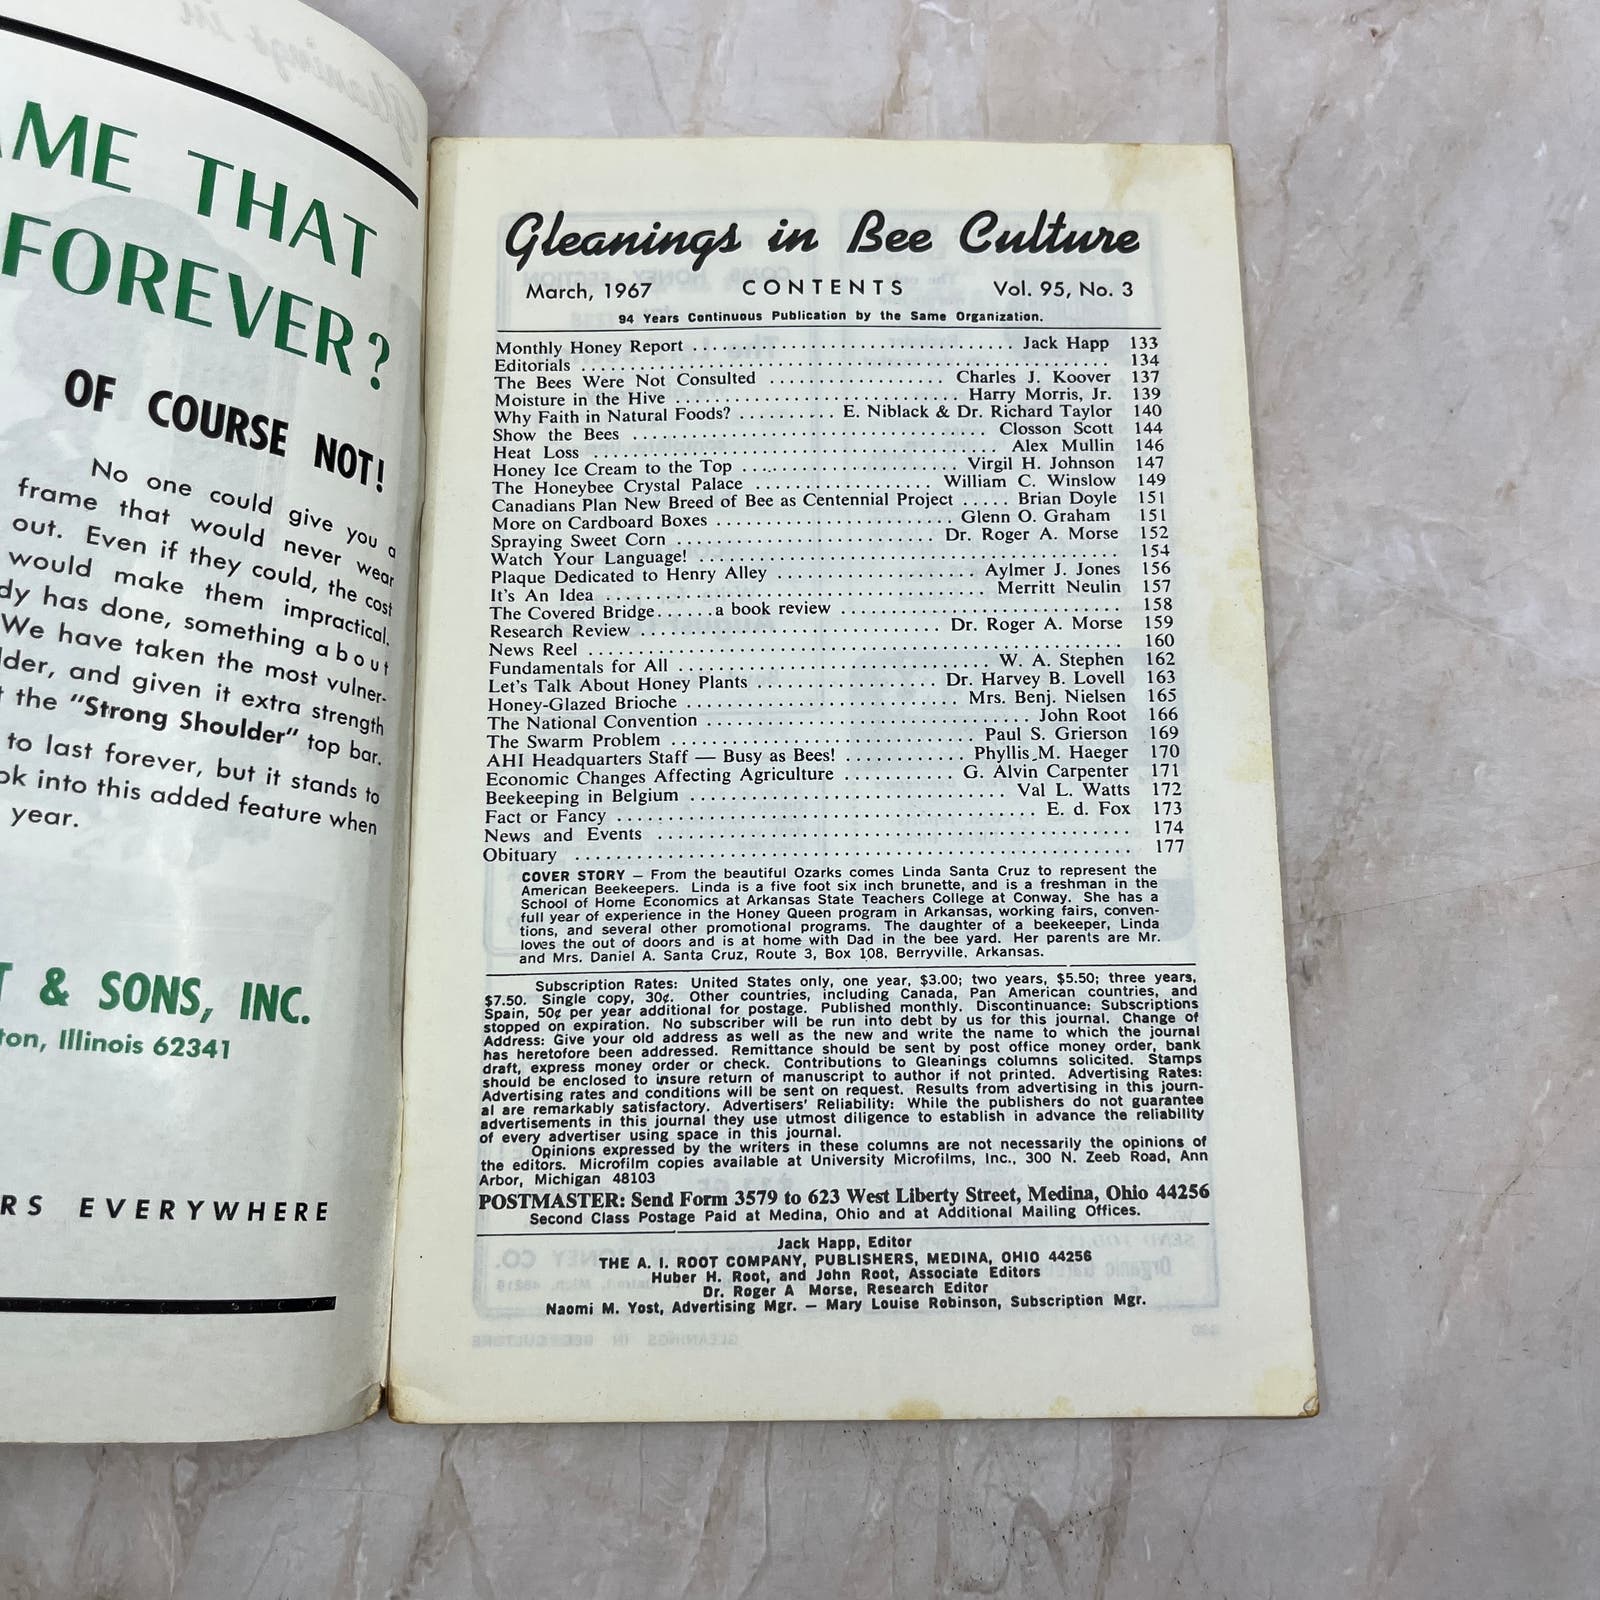 AME THAT
FOREVER?
OF COURSE NOT!
No one could give you a
frame that would never wear
out. Even if they could, the cost
would make them impractical.
has done, something about
We have taken the most vulner-
and given it extra strength
the "Strong Shoulder" top bar.
to last forever, but it stands to
into this added feature when
year.
& SONS, INC.
Illinois 62341
EVERYWHERE
Gleanings in Bee Culture
March, 1967 CONTENTS Vol. 95, No. 3
94 Years Continuous Publication by the Same Organization.
Monthly Honey Report .................................. Jack Happ 133
Editorials ........................................................ 134
The Bees Were Not Consulted .................. Charles J. Koover 137
Moisture in the Hive ................................ Harry Morris, Jr. 139
Why Faith in Natural Foods? .......... E. Niblack & Dr. Richard Taylor 140
Show the Bees .................................... Closson Scott 144
Heat Loss .......................................... Alex Mullin 146
Honey Ice Cream to the Top ...................... Virgil H. Johnson 147
The Honeybee Crystal Palace .................. William C. Winslow 149
Canadians Plan New Breed of Bee as Centennial Project ..... Brian Doyle 151
More on Cardboard Boxes ........................ Glenn O. Graham 151
Spraying Sweet Corn ............................ Dr. Roger A. Morse 152
Watch Your Language! ............................................ 154
Plaque Dedicated to Henry Alley .................... Aylmer J. Jones 156
It's An Idea ........................................ Merritt Neulin 157
The Covered Bridge......a book review .............................. 158
Research Review ................................ Dr. Roger A. Morse 159
News Reel ........................................................ 160
Fundamentals for All ................................ W. A. Stephen 162
Let's Talk About Honey Plants .................. Dr. Harvey B. Lovell 163
Honey-Glazed Brioche .............................. Mrs. Benj. Nielsen 165
The National Convention .................................. John Root 166
The Swarm Problem ................................ Paul S. Grierson 169
AHI Headquarters Staff — Busy as Bees! ............ Phyllis M. Haeger 170
Economic Changes Affecting Agriculture ........... G. Alvin Carpenter 171
Beekeeping in Belgium .................................. Val L. Watts 172
Fact or Fancy .......................................... E. d. Fox 173
News and Events .................................................. 174
Obituary .......................................................... 177
COVER STORY — From the beautiful Ozarks comes Linda Santa Cruz to represent the
American Beekeepers. Linda is a five foot six inch brunette, and is a freshman in the
School of Home Economics at Arkansas State Teachers College at Conway. She has a
full year of experience in the Honey Queen program in Arkansas, working fairs, conven-
tions, and several other promotional programs. The daughter of a beekeeper, Linda
loves the out of doors and is at home with Dad in the bee yard. Her parents are Mr.
and Mrs. Daniel A. Santa Cruz, Route 3, Box 108, Berryville, Arkansas.
Subscription Rates: United States only, one year, $3.00; two years, $5.50; three years,
$7.50. Single copy, 30¢. Other countries, including Canada, Pan American countries, and
Spain, 50¢ per year additional for postage. Published monthly. Discontinuance: Subscriptions
stopped on expiration. No subscriber will be run into debt by us for this journal. Change of
Address: Give your old address as well as the new and write the name to which the journal
has heretofore been addressed. Remittance should be sent by post office money order, bank
draft, express money order or check. Contributions to Gleanings columns solicited. Stamps
should be enclosed to insure return of manuscript to author if not printed. Advertising Rates:
Advertising rates and conditions will be sent on request. Results from advertising in this journ-
al are remarkably satisfactory. Advertisers' Reliability: While the publishers do not guarantee
advertisements in this journal they use utmost diligence to establish in advance the reliability
of every advertiser using space in this journal.
Opinions expressed by the writers in these columns are not necessarily the opinions of
the editors. Microfilm copies available at University Microfilms, Inc., 300 N. Zeeb Road, Ann
Arbor, Michigan 48103
POSTMASTER: Send Form 3579 to 623 West Liberty Street, Medina, Ohio 44256
Second Class Postage Paid at Medina, Ohio and at Additional Mailing Offices.
Jack Happ, Editor
THE A. I. ROOT COMPANY, PUBLISHERS, MEDINA, OHIO 44256
Huber H. Root, and John Root, Associate Editors
Dr. Roger A Morse, Research Editor
Naomi M. Yost, Advertising Mgr. — Mary Louise Robinson, Subscription Mgr.